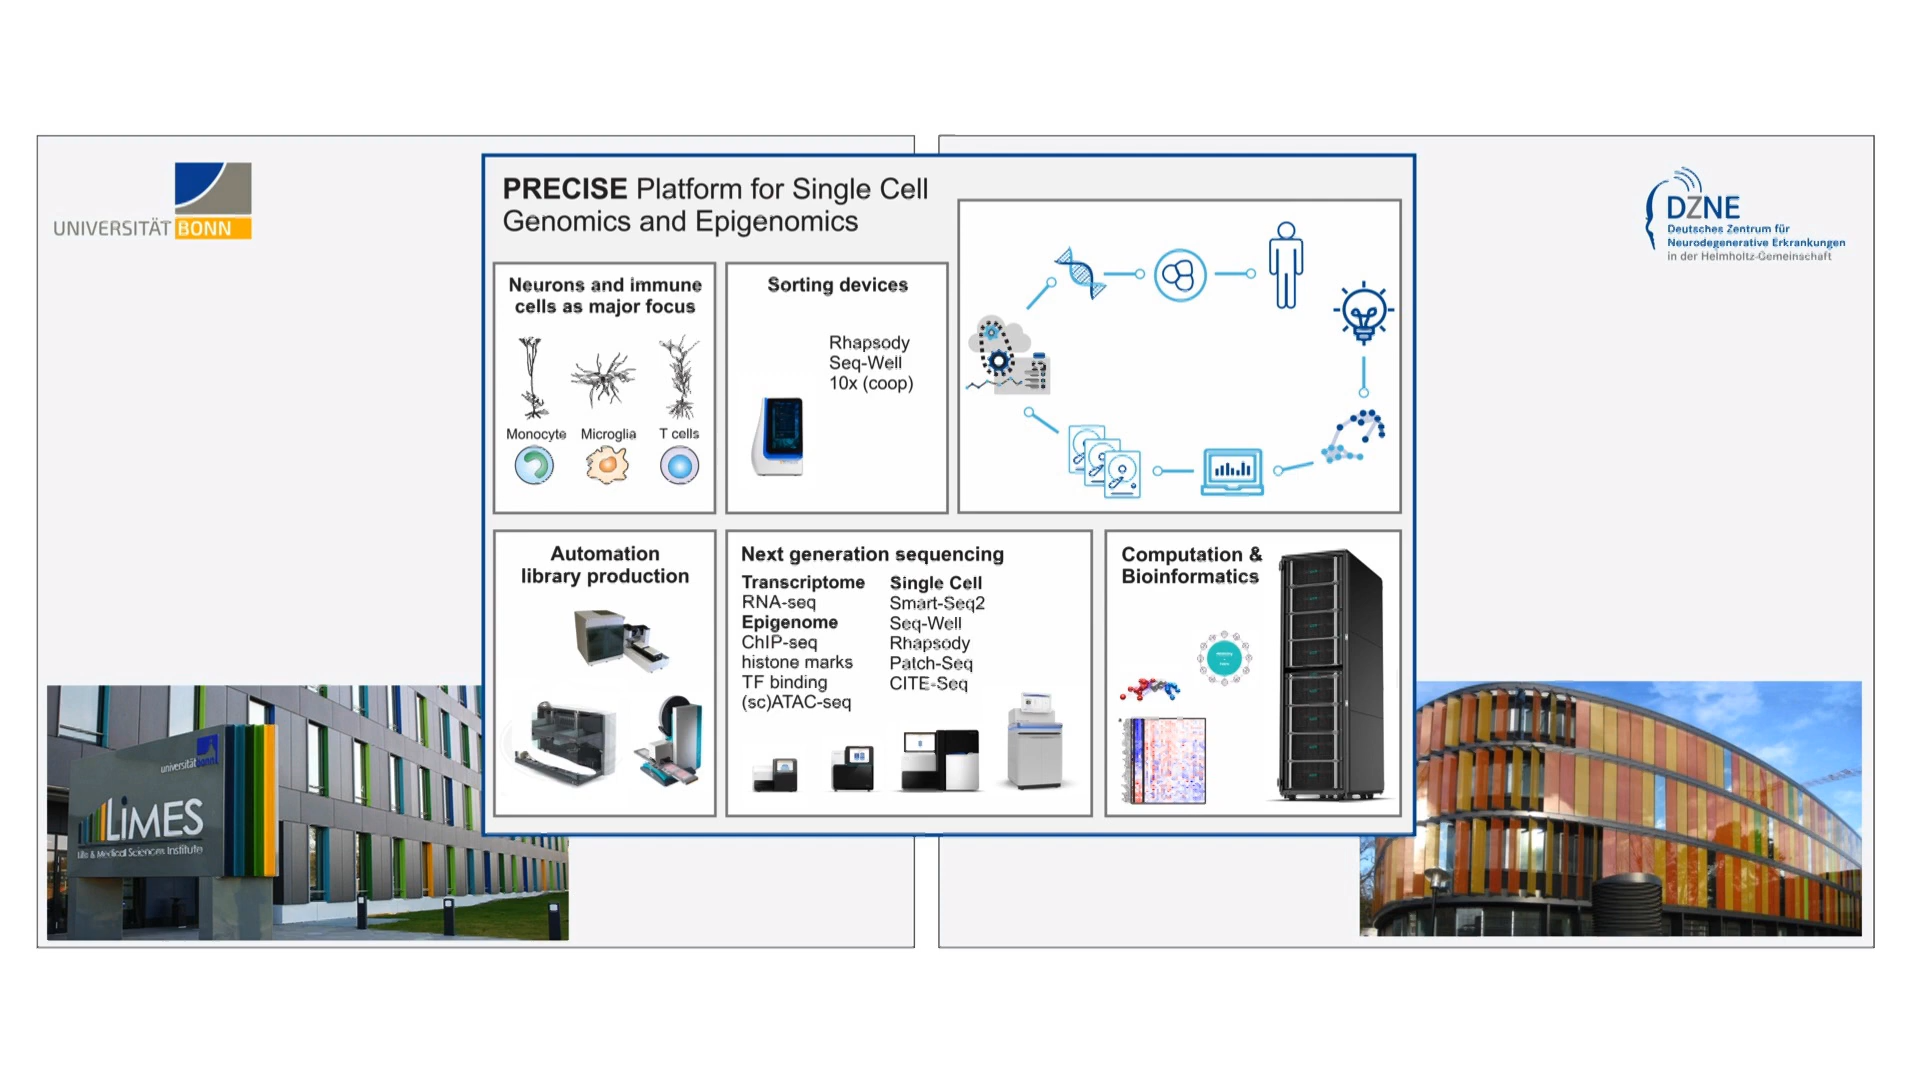 UNIVERSITÄT BONN
DZNE
Deutsches Zentrum für
Neurodegenerative Erkrankungen
in der Helmholtz-Gemeinschaft
PRECISE Platform for Single Cell
Genomics and Epigenomics
Neurons and immune
cells as major focus
Monocyte
Microglia
T cells
Sorting devices
Rhapsody
Seq-Well
10x (coop)
Automation
library production
Next generation sequencing
Transcriptome
RNA-seq
Epigenome
ChIP-seq
histone marks
TF binding
(sc)ATAC-seq
Single Cell
Smart-Seq2
Seq-Well
Rhapsody
Patch-Seq
CITE-Seq
Computation &
Bioinformatics
universitätbonn
LIMES
Life & Medical Sciences Institute